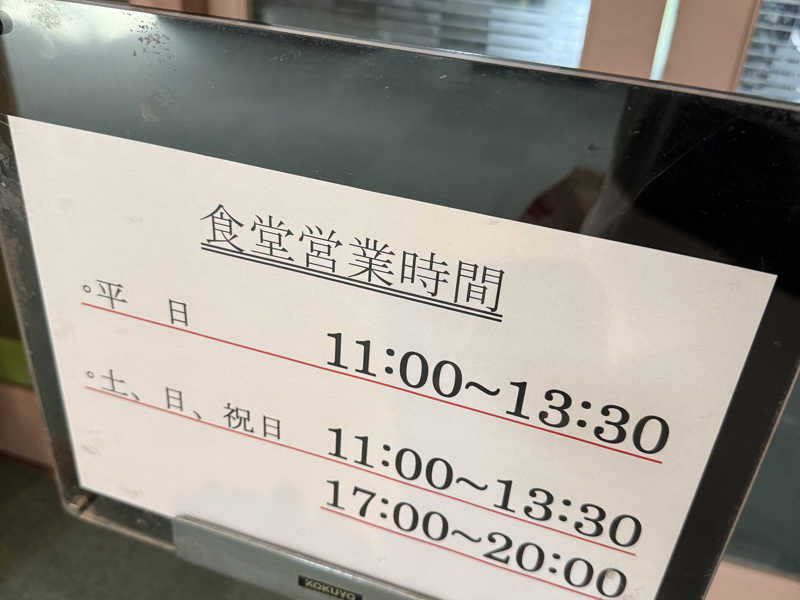 食堂営業時間
○平　日　11:00~13:30
○土、日、祝日　11:00~13:30
17:00~20:00
KOKUYO